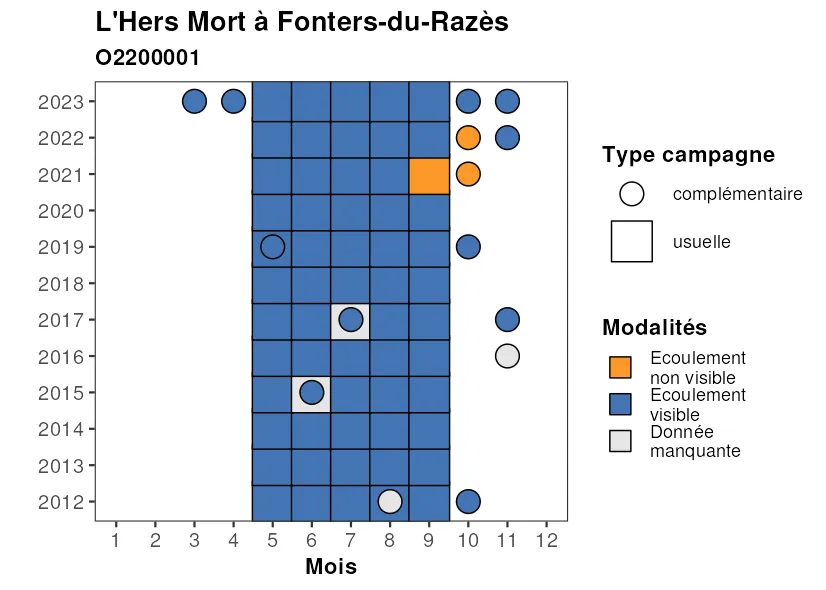 L'Hers Mort à Fonters-du-Razès
O2200001
2023
2022
2021
2020
2019
2018
2017
2016
2015
2014
2013
2012
1 2 3 4 5 6 7 8 9 10 11 12
Mois
Type campagne
complémentaire
usuelle
Modalités
Ecoulement
non visible
Ecoulement
visible
Donnée
manquante